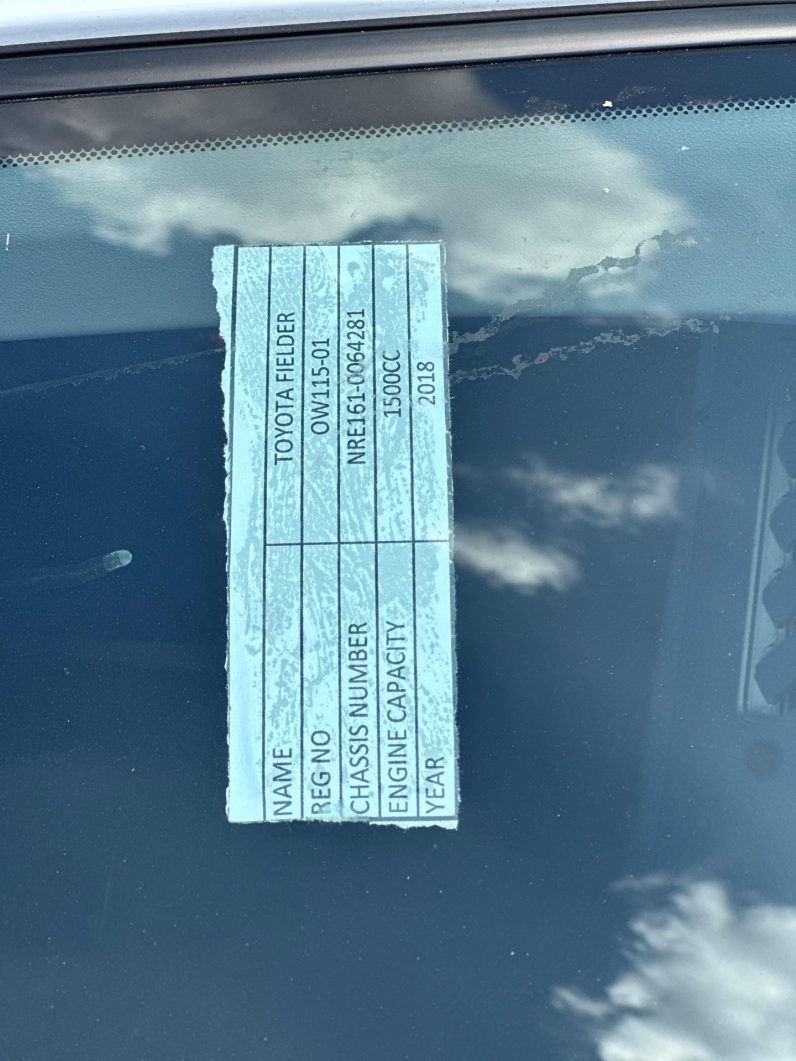 NAME TOYOTA FIELDER
REG NO OW115-01
CHASSIS NUMBER NRE161-0064281
ENGINE CAPACITY 1500CC
YEAR 2018